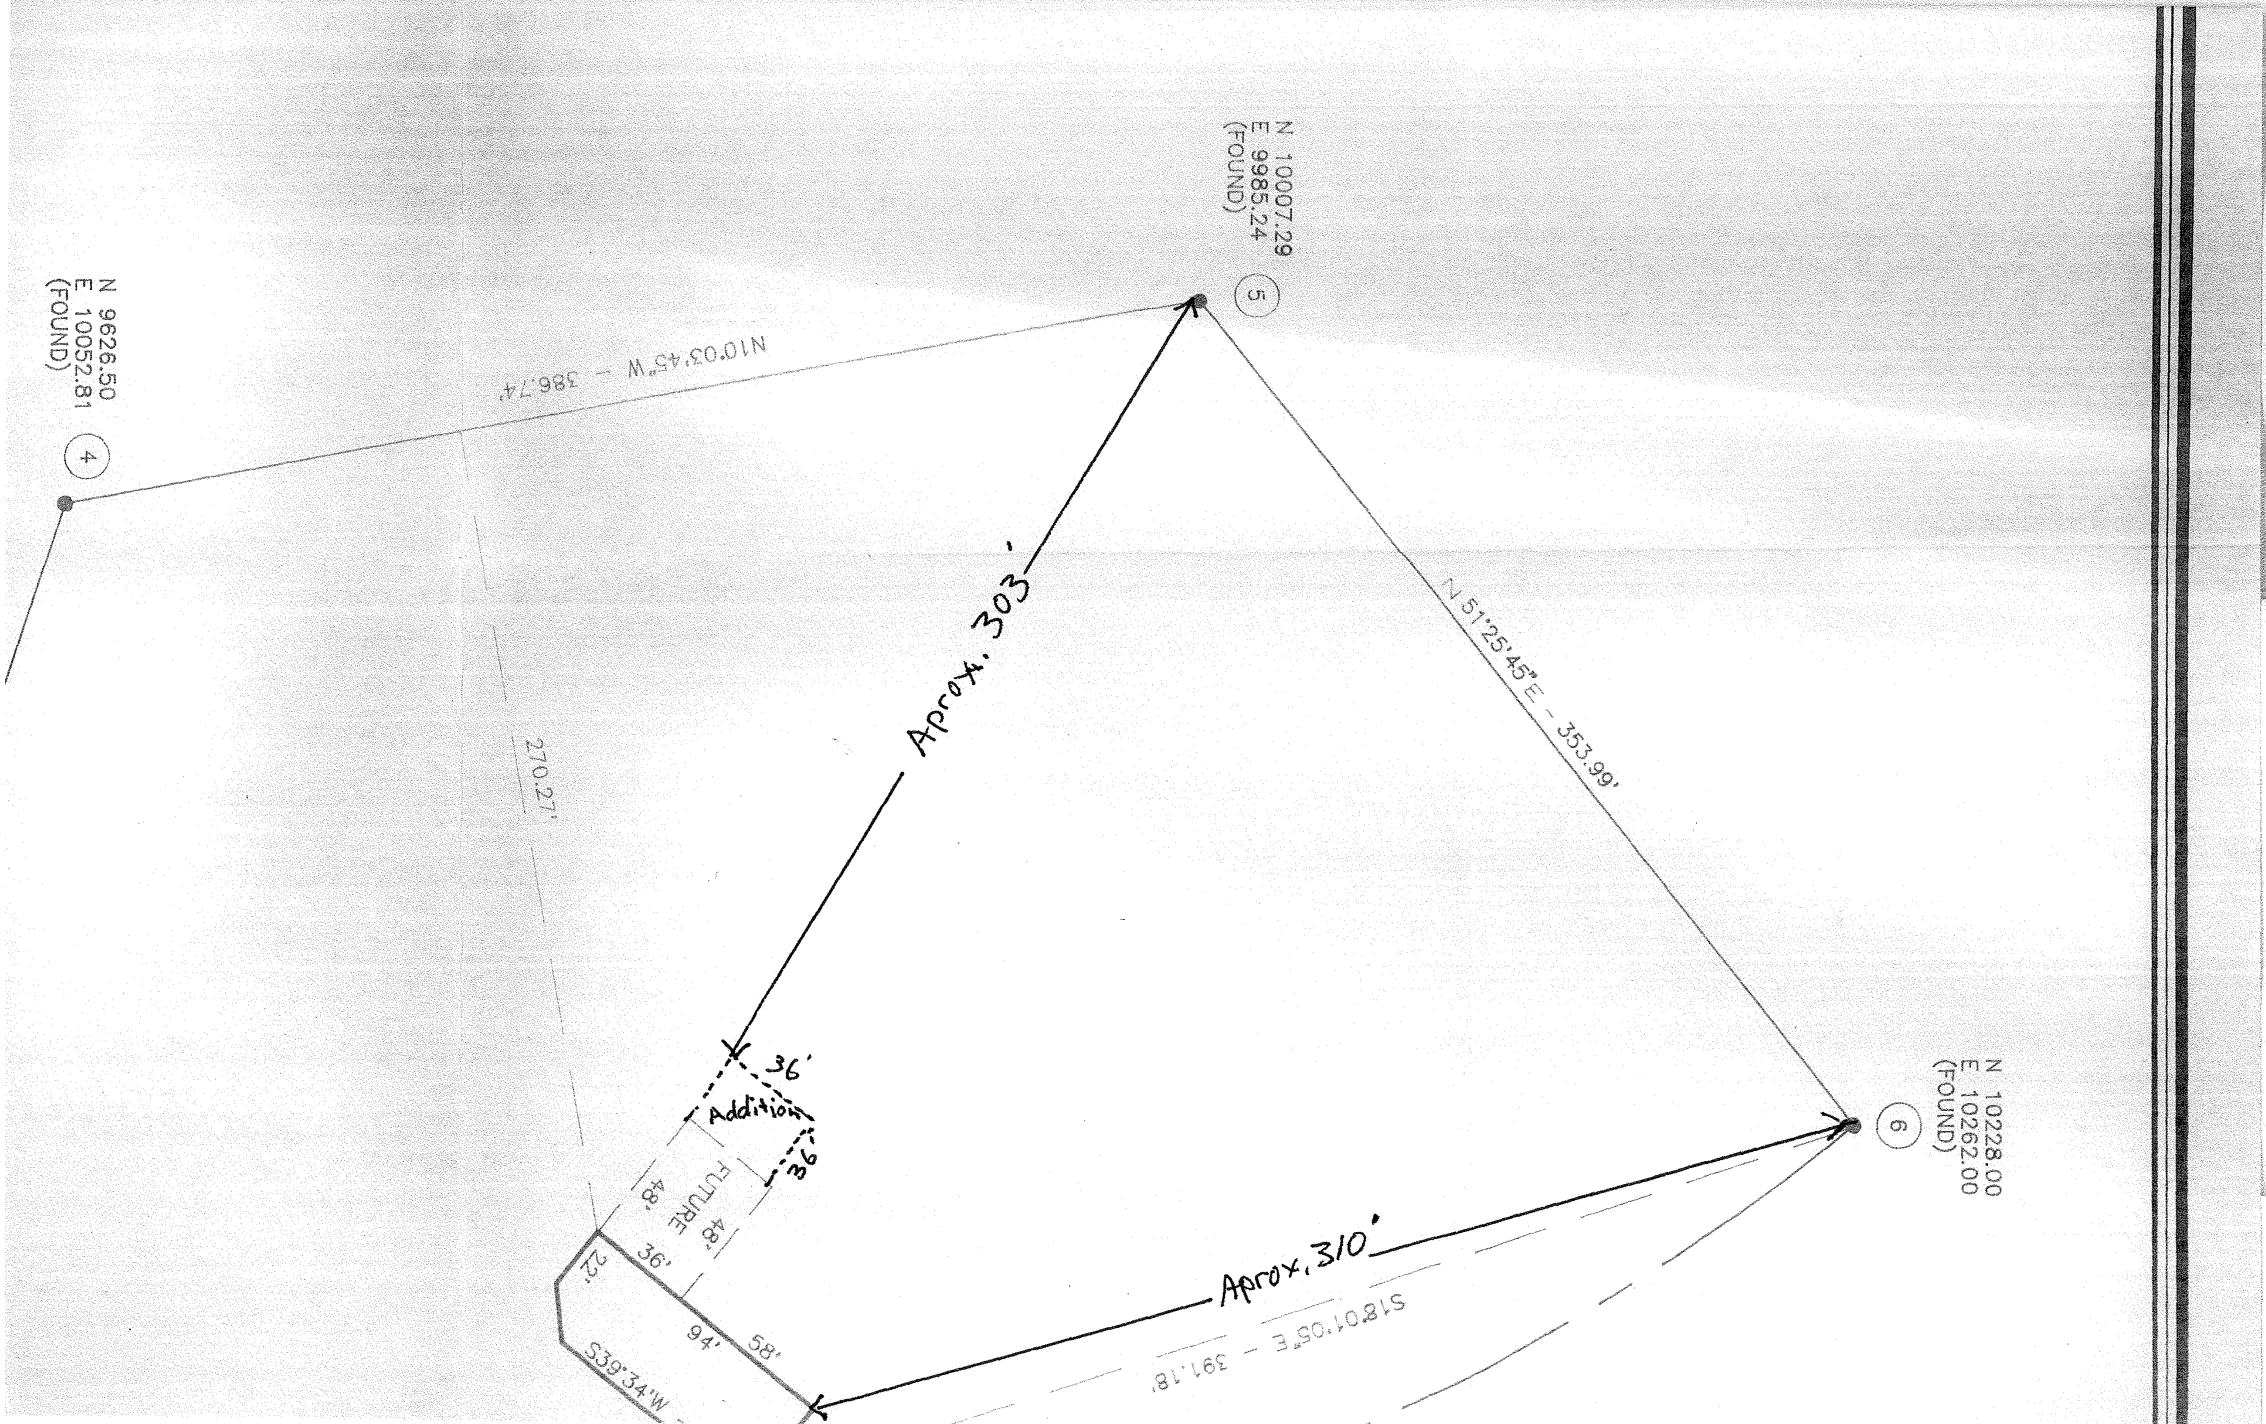 N 10007.29
E 9985.24
(FOUND)
5
N 9626.50
E 10052.81
(FOUND)
4
N10°03'45"W - 386.74'
N 51°25'45"E - 353.99'
Aprox. 303'
270.27'
N 10228.00
E 10262.00
(FOUND)
6
36'
Addition
36
FUTURE
48'
48'
36'
22'
94'
58'
S39°34'W -
Aprox. 310'
S18°01'05"E - 391.18'